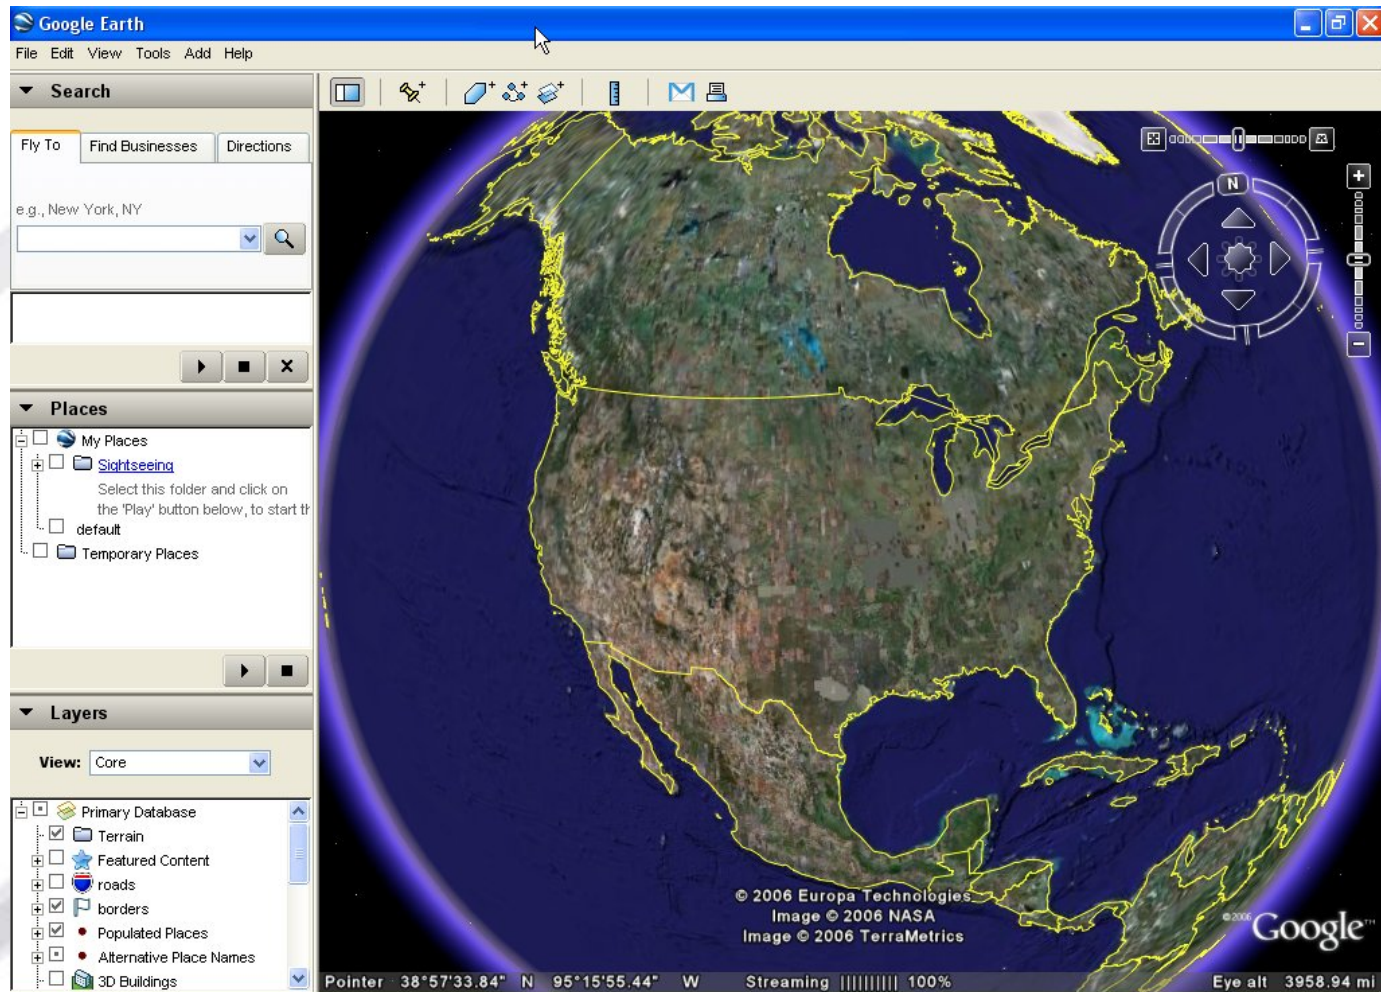 Google Earth
File Edit View Tools Add Help
Search
Fly To Find Businesses Directions
e.g., New York, NY
Places
My Places
Sightseeing
Select this folder and click on
the 'Play' button below, to start th
default
Temporary Places
Layers
View: Core
Primary Database
Terrain
Featured Content
roads
borders
Populated Places
Alternative Place Names
3D Buildings
N
© 2006 Europa Technologies
Image © 2006 NASA
Image © 2006 TerraMetrics
©2006 Google™
Pointer 38°57'33.84" N 95°15'55.44" W Streaming |||||||||| 100% Eye alt 3958.94 mi